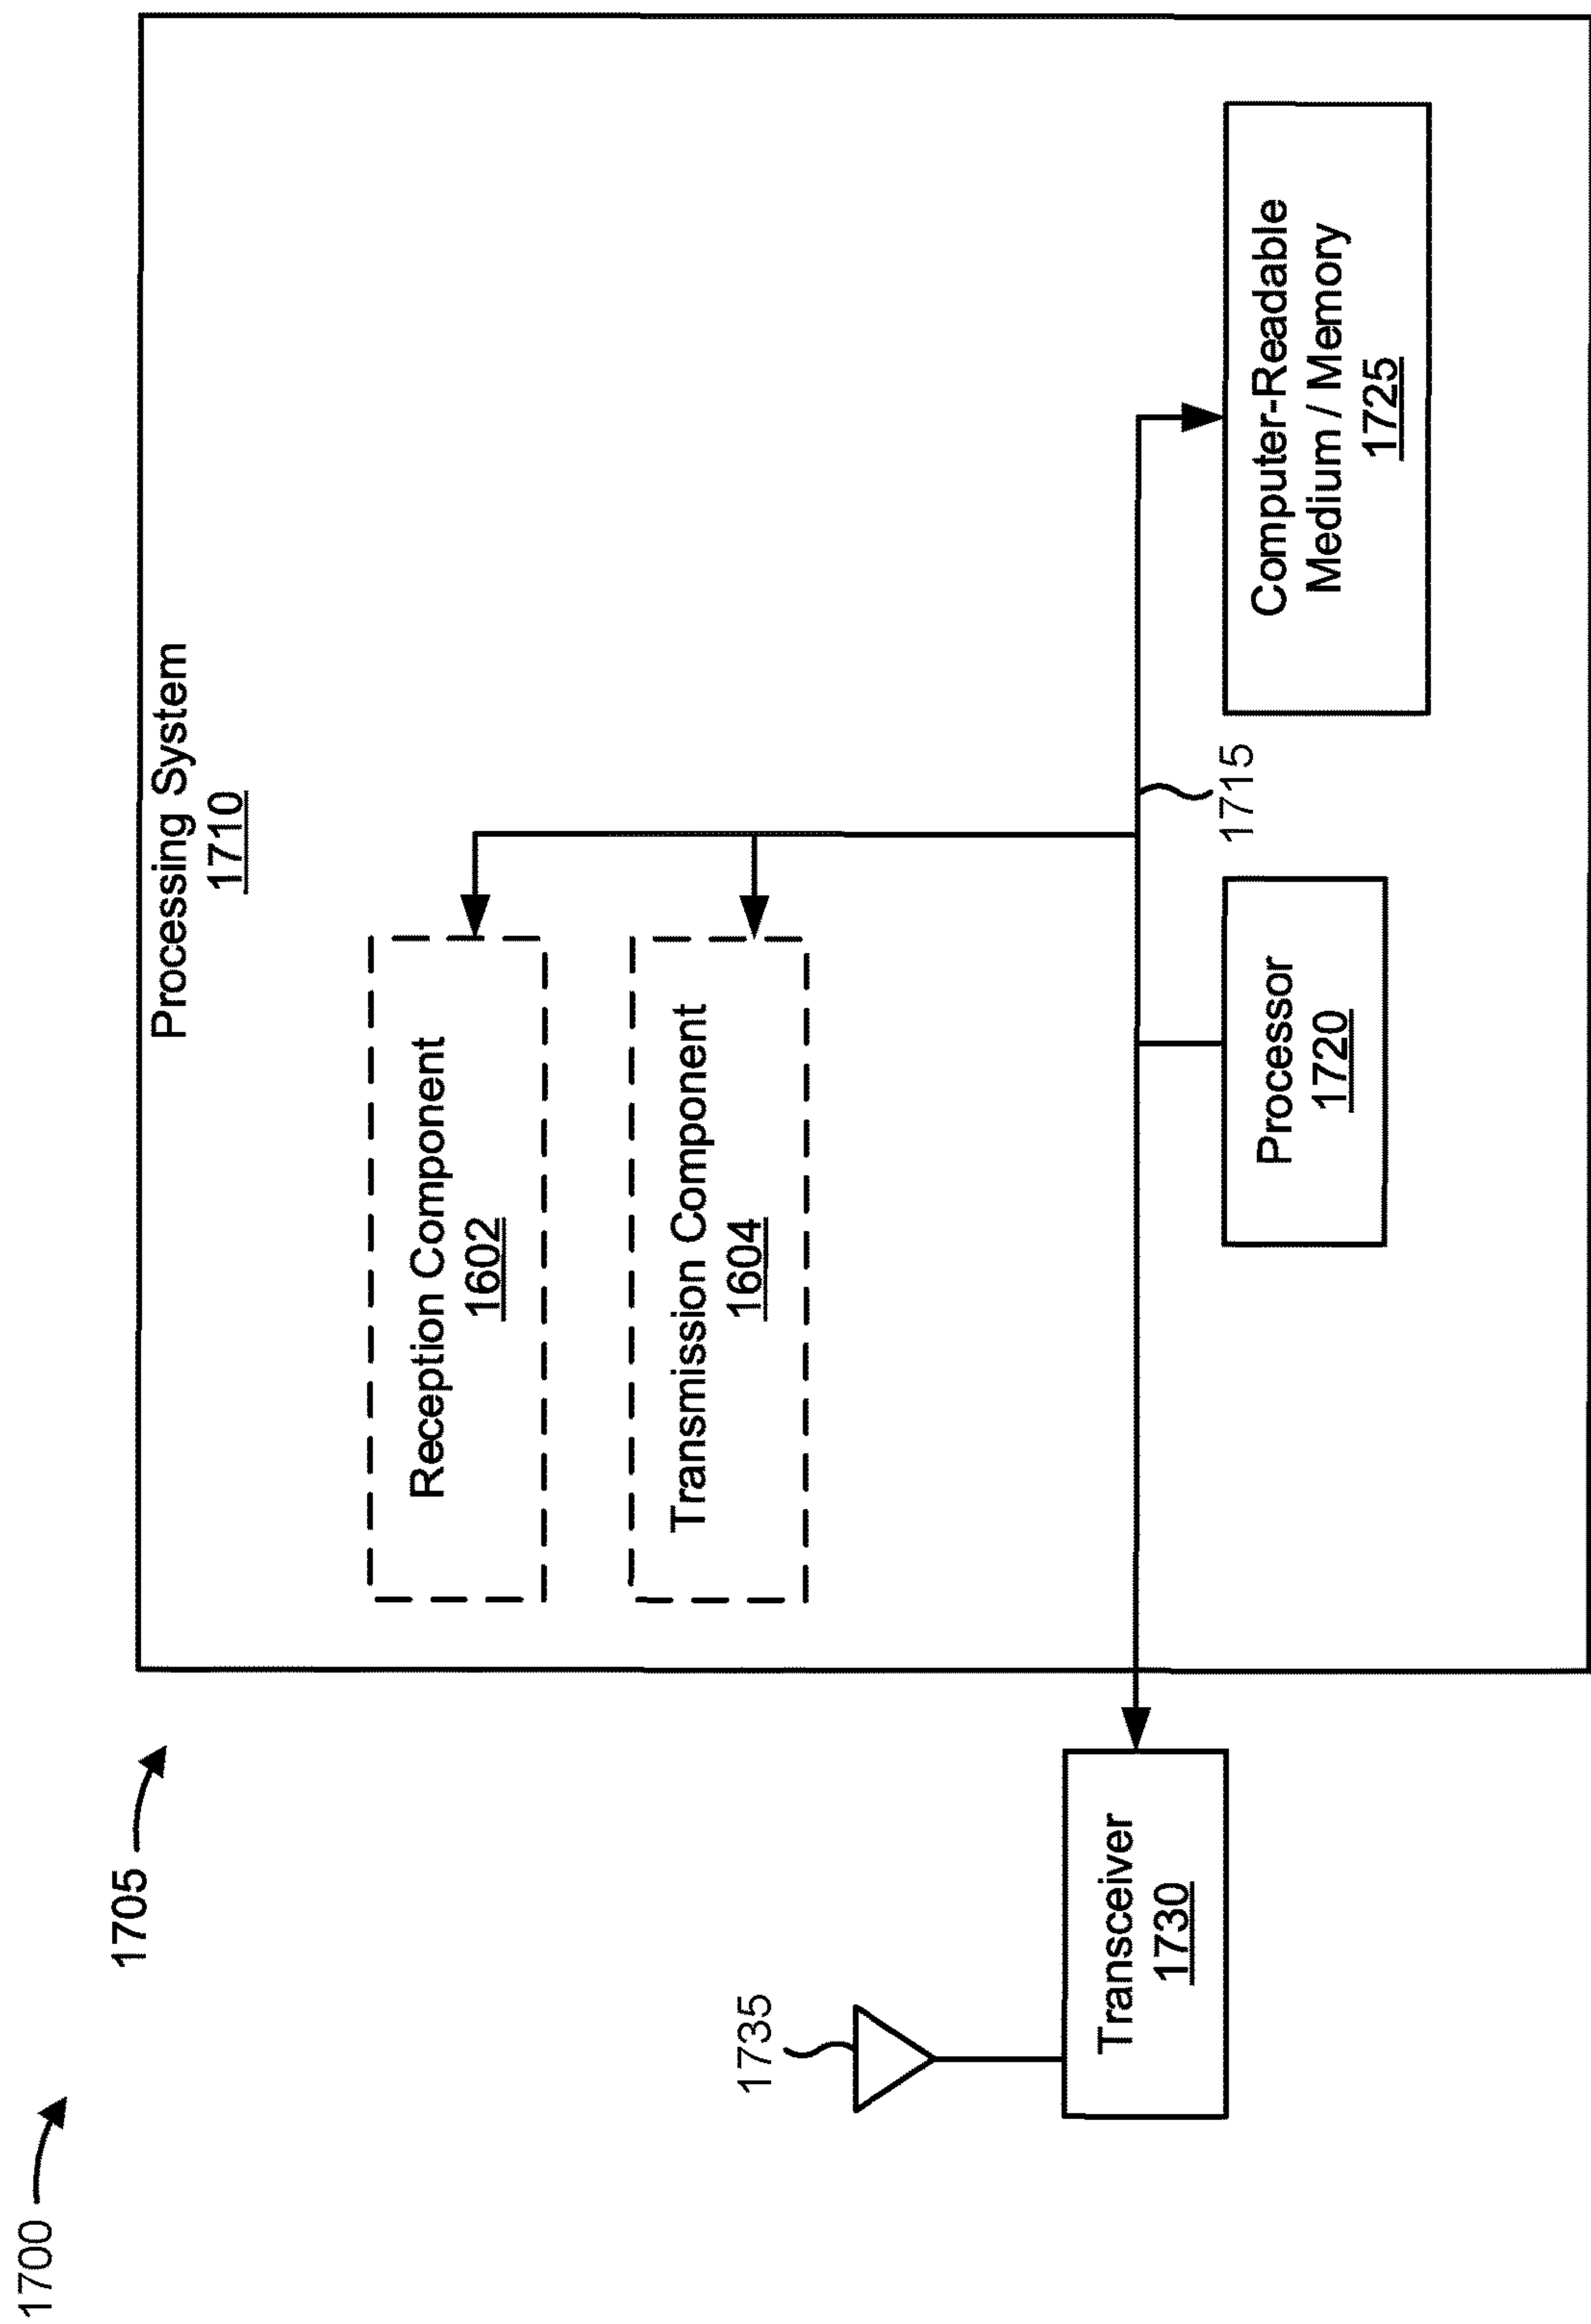 1700
1705
Processing System
1710
Reception Component
1602
Transmission Component
1604
1735
Transceiver
1730
Processor
1720
1715
Computer-Readable
Medium / Memory
1725